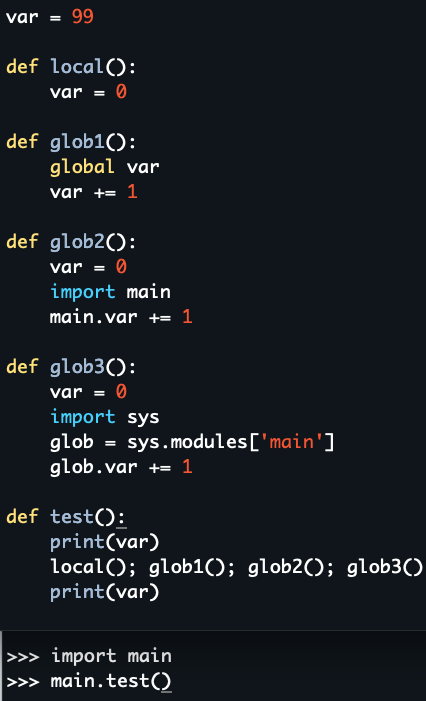 var = 99
def local():
    var = 0
def glob1():
    global var
    var += 1
def glob2():
    var = 0
    import main
    main.var += 1
def glob3():
    var = 0
    import sys
    glob = sys.modules['main']
    glob.var += 1
def test():
    print(var)
    local(); glob1(); glob2(); glob3()
    print(var)
>>> import main
>>> main.test()